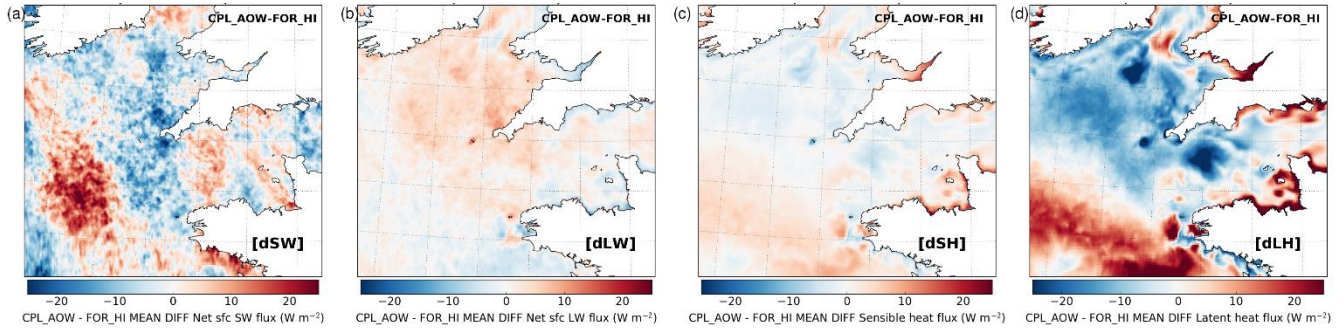 (a)
CPL_AOW-FOR_HI
[dSW]
−20 −10 0 10 20
CPL_AOW - FOR_HI MEAN DIFF Net sfc SW flux (W m⁻²)
(b)
CPL_AOW-FOR_HI
[dLW]
−20 −10 0 10 20
CPL_AOW - FOR_HI MEAN DIFF Net sfc LW flux (W m⁻²)
(c)
CPL_AOW-FOR_HI
[dSH]
−20 −10 0 10 20
CPL_AOW - FOR_HI MEAN DIFF Sensible heat flux (W m⁻²)
(d)
CPL_AOW-FOR_HI
[dLH]
−20 −10 0 10 20
CPL_AOW - FOR_HI MEAN DIFF Latent heat flux (W m⁻²)